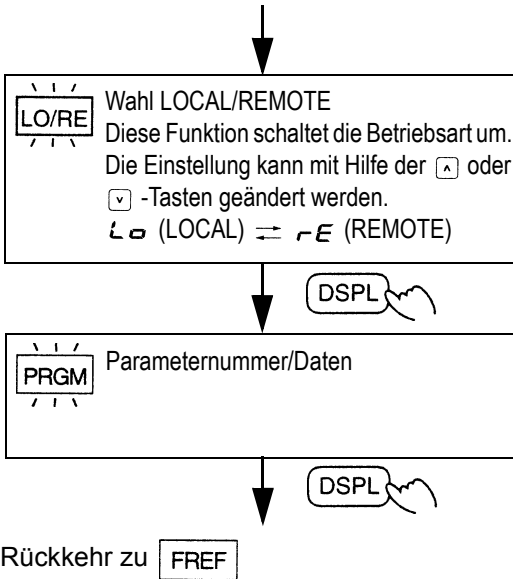 LO/RE
Wahl LOCAL/REMOTE
Diese Funktion schaltet die Betriebsart um.
Die Einstellung kann mit Hilfe der ∧ oder
∨ -Tasten geändert werden.
Lo (LOCAL) ⇄ rE (REMOTE)
DSPL
PRGM
Parameternummer/Daten
DSPL
Rückkehr zu FREF